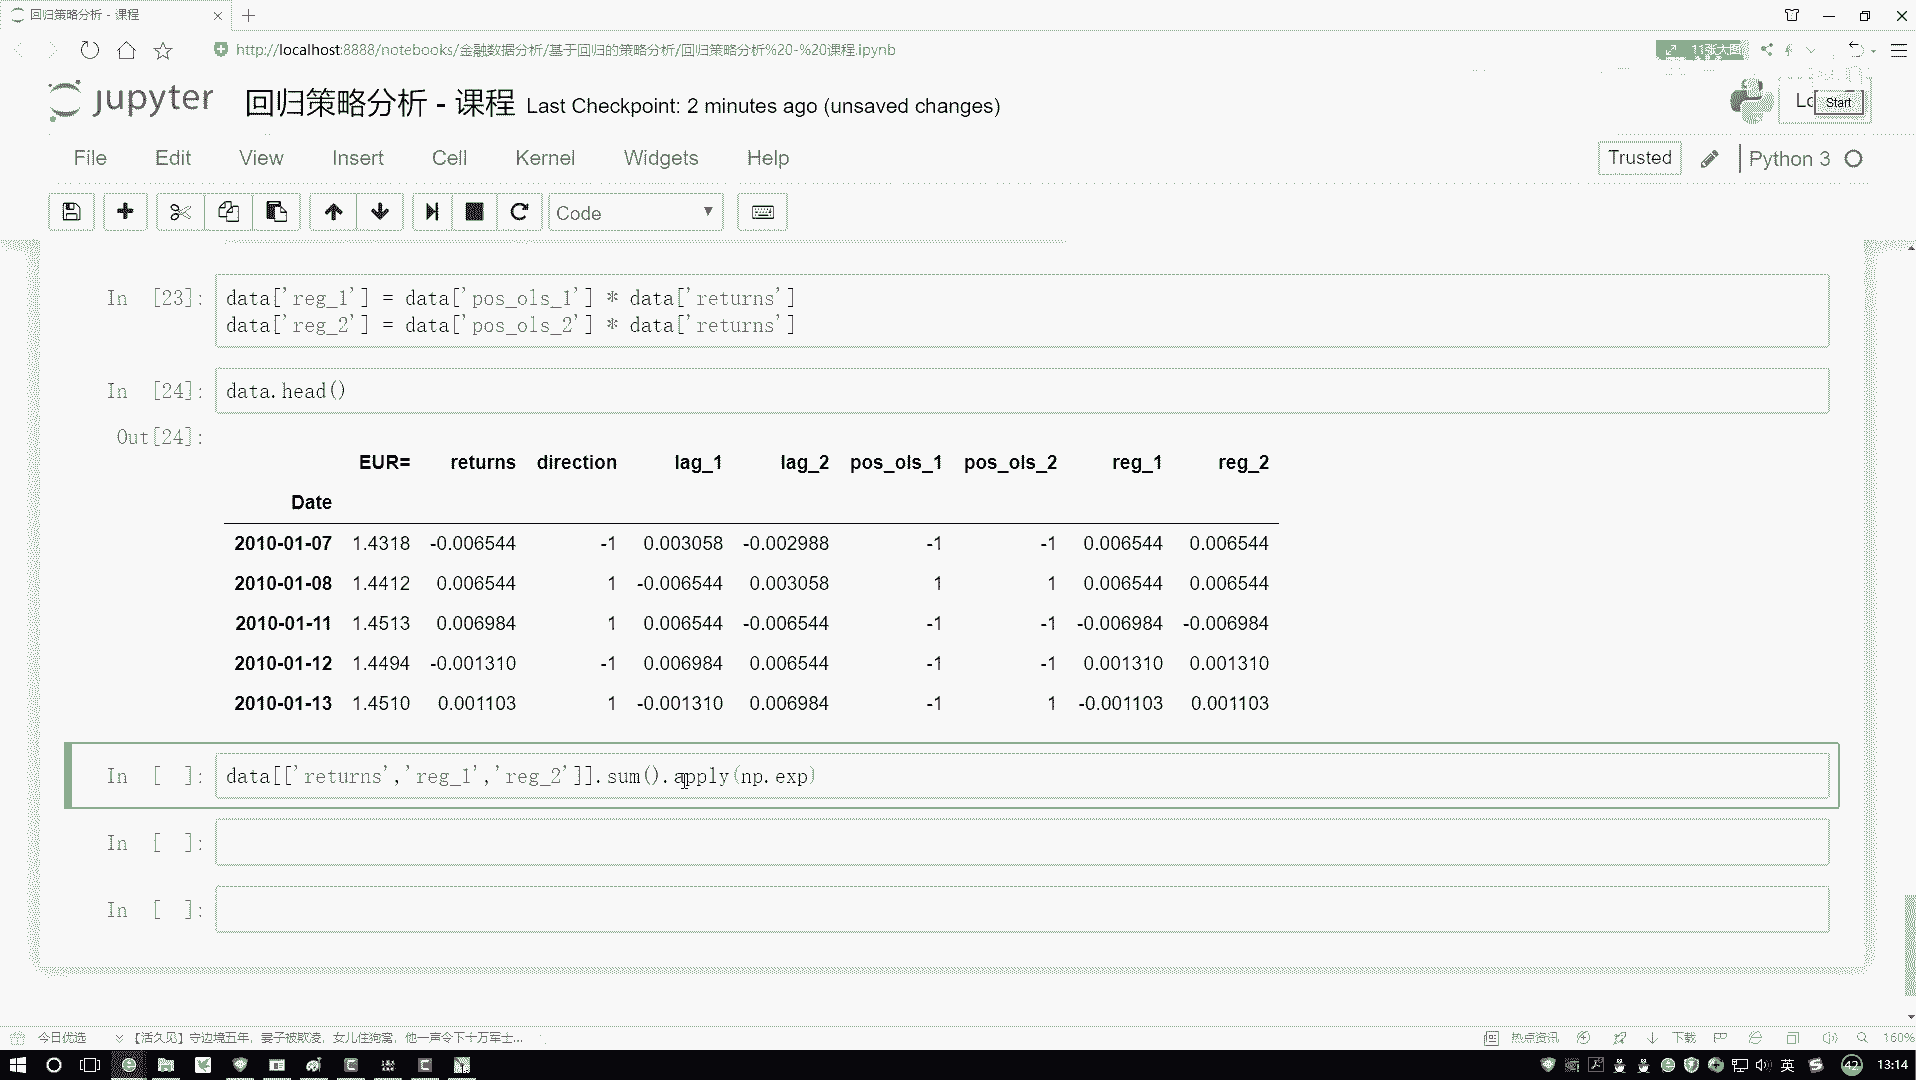 回归策略分析 - 课程
http://localhost:8888/notebooks/金融数据分析/基于回归的策略分析/回归策略分析%20-%20课程.ipynb
11张大图
jupyter 回归策略分析 - 课程 Last Checkpoint: 2 minutes ago (unsaved changes)
Start
File Edit View Insert Cell Kernel Widgets Help
Trusted Python 3
Code
In [23]: data['reg_1'] = data['pos_ols_1'] * data['returns']
data['reg_2'] = data['pos_ols_2'] * data['returns']
In [24]: data.head()
Out[24]:
EUR= returns direction lag_1 lag_2 pos_ols_1 pos_ols_2 reg_1 reg_2
Date
2010-01-07 1.4318 -0.006544 -1 0.003058 -0.002988 -1 -1 0.006544 0.006544
2010-01-08 1.4412 0.006544 1 -0.006544 0.003058 1 1 0.006544 0.006544
2010-01-11 1.4513 0.006984 1 0.006544 -0.006544 -1 -1 -0.006984 -0.006984
2010-01-12 1.4494 -0.001310 -1 0.006984 0.006544 -1 -1 0.001310 0.001310
2010-01-13 1.4510 0.001103 1 -0.001310 0.006984 -1 1 -0.001103 0.001103
In [ ]: data[['returns','reg_1','reg_2']].sum().apply(np.exp)
In [ ]:
In [ ]:
今日优选 【活久见】守边境五年，妻子被欺凌，女儿住狗窝，他一声令下十万军士...
热点资讯 下载 160%
英 42 13:14